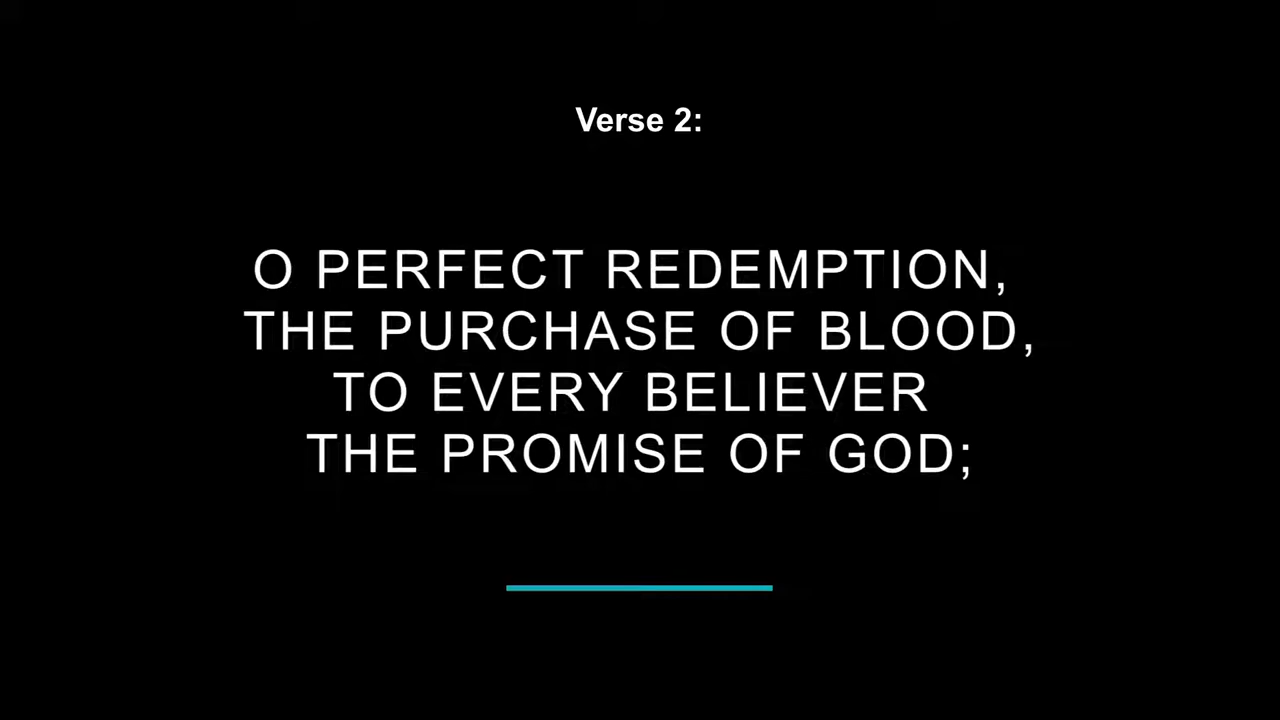 Verse 2:
O PERFECT REDEMPTION,
THE PURCHASE OF BLOOD,
TO EVERY BELIEVER
THE PROMISE OF GOD;